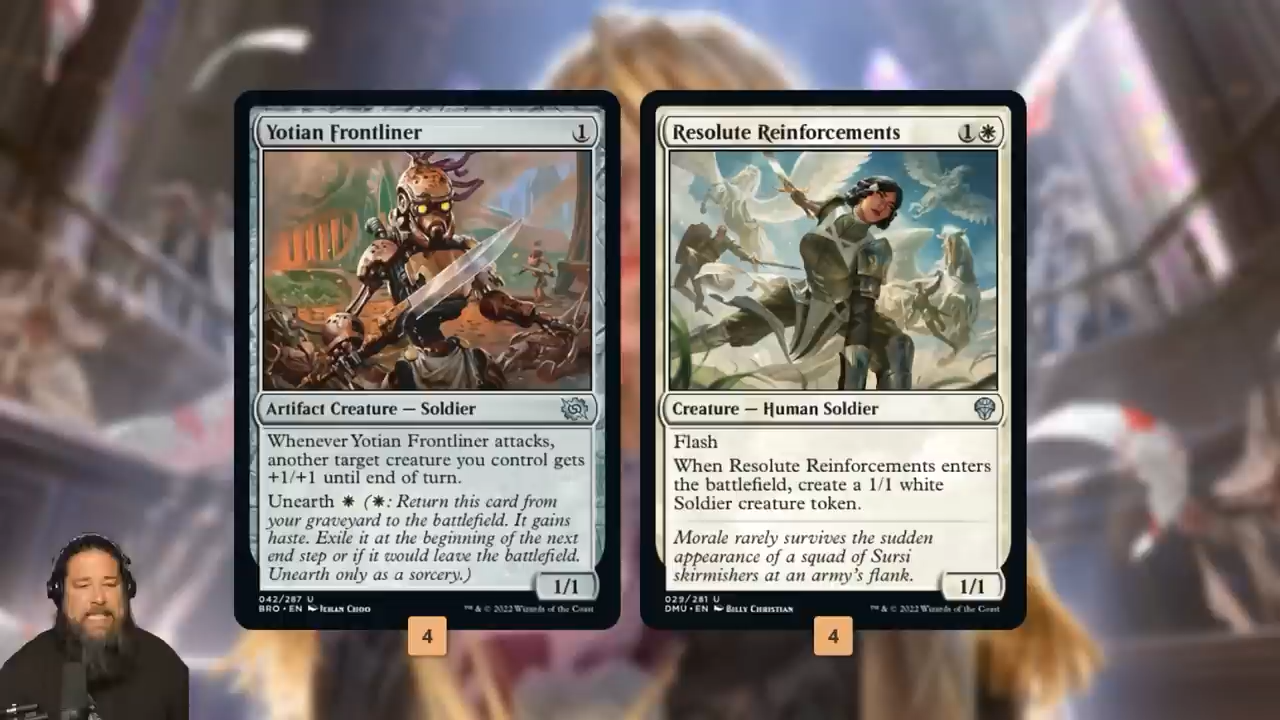 Yotian Frontliner 1
Artifact Creature — Soldier
Whenever Yotian Frontliner attacks,
another target creature you control gets
+1/+1 until end of turn.
Unearth (: Return this card from
your graveyard to the battlefield. It gains
haste. Exile it at the beginning of the next
end step or if it would leave the battlefield.
Unearth only as a sorcery.)
1/1
042/287 U
BRO • EN Ichan Choo
™ & © 2022 Wizards of the Coast
4
Resolute Reinforcements 1
Creature — Human Soldier
Flash
When Resolute Reinforcements enters
the battlefield, create a 1/1 white
Soldier creature token.
Morale rarely survives the sudden
appearance of a squad of Sursi
skirmishers at an army's flank.
1/1
029/281 U
DMU • EN Billy Christian
™ & © 2022 Wizards of the Coast
4